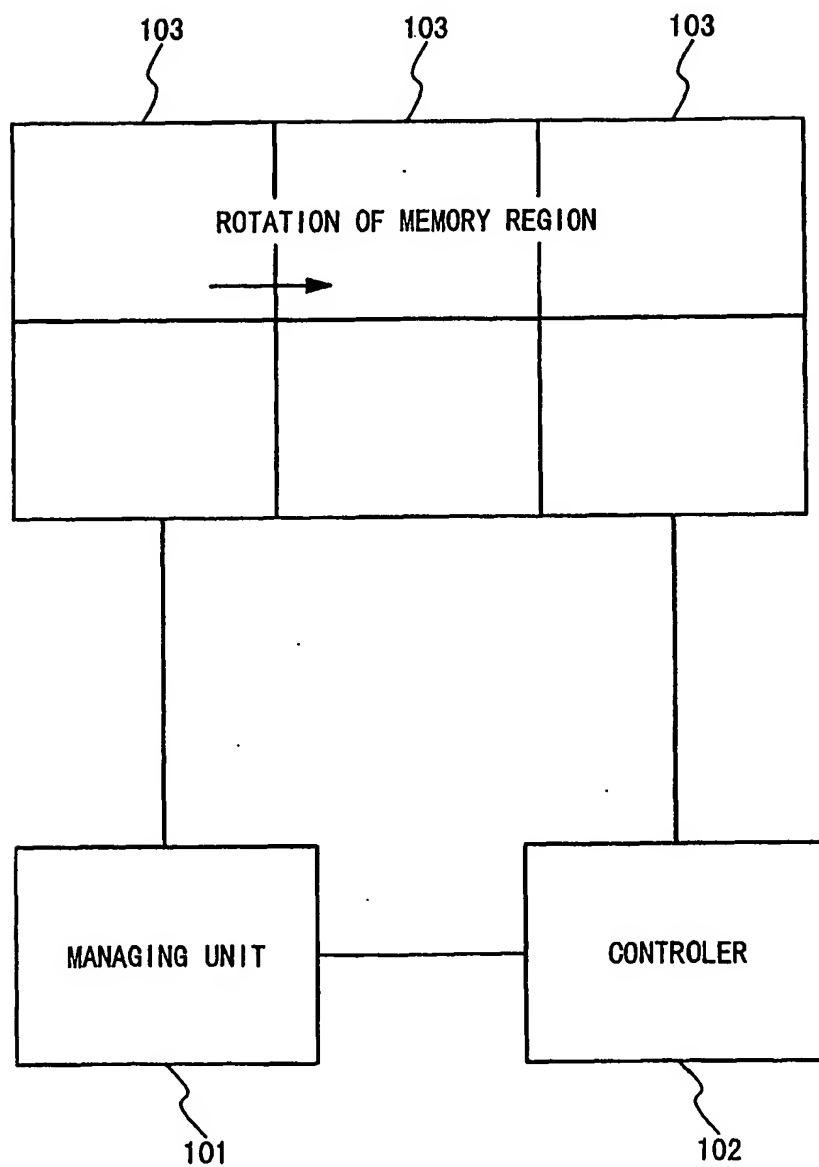 103 103 103
ROTATION OF MEMORY REGION
MANAGING UNIT CONTROLER
101 102